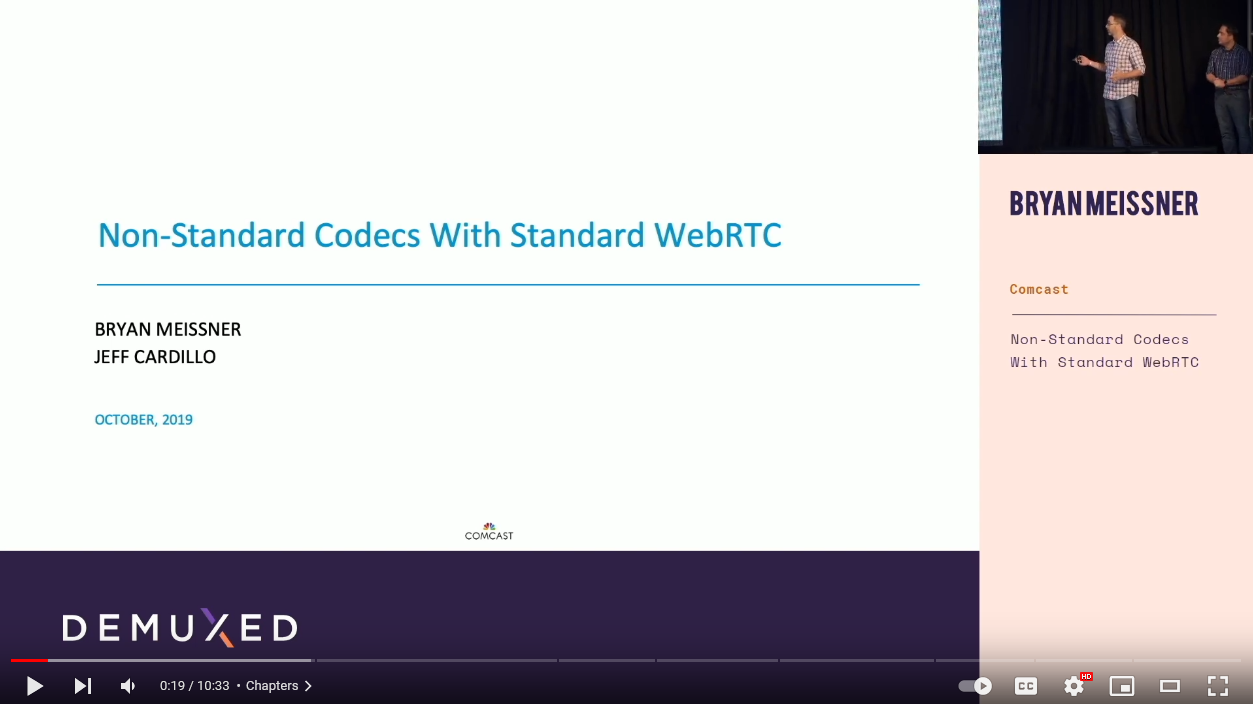 Non-Standard Codecs With Standard WebRTC
BRYAN MEISSNER
JEFF CARDILLO
OCTOBER, 2019
COMCAST
DEMUXED
BRYAN MEISSNER
Comcast
Non-Standard Codecs
With Standard WebRTC
0:19 / 10:33 • Chapters
CC
HD